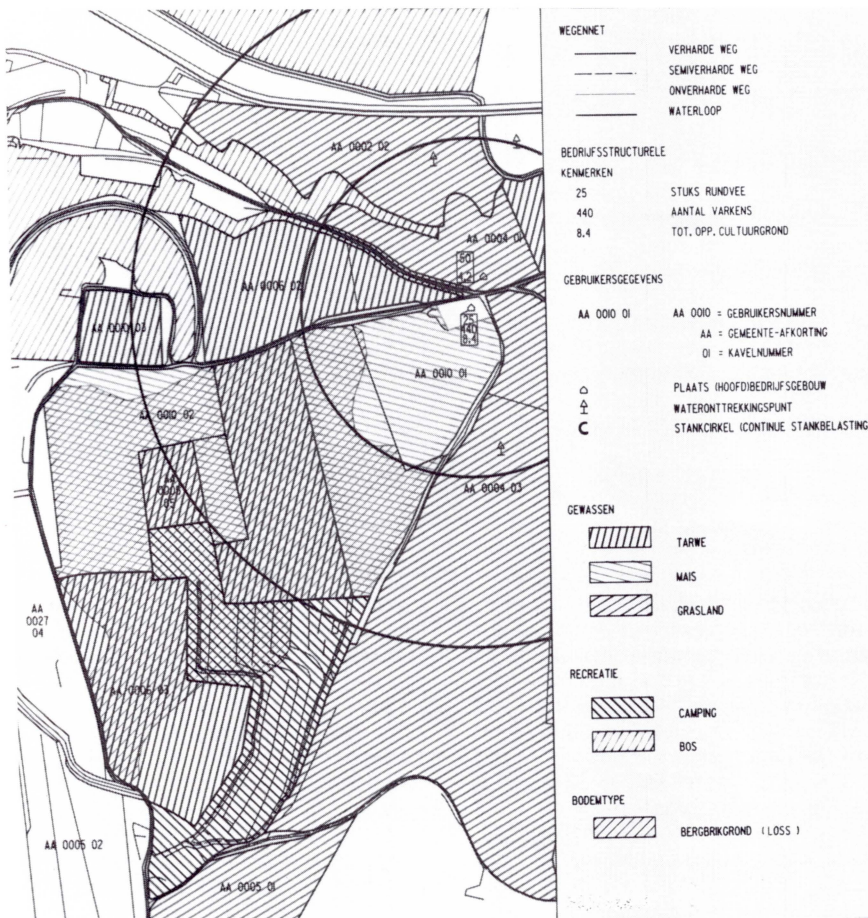 AA 0002 02
AA 0004 01
50
4.2
AA 0006 02
25
440
8.4
AA 0010 01
AA 0010 02
AA
0008
05
AA 0004 03
AA
0027
04
AA 0006 03
AA 0005 02
AA 0005 01
WEGENNET
VERHARDE WEG
SEMIVERHARDE WEG
ONVERHARDE WEG
WATERLOOP
BEDRIJFSSTRUCTURELE
KENMERKEN
25 STUKS RUNDVEE
440 AANTAL VARKENS
8.4 TOT. OPP. CULTUURGROND
GEBRUIKERSGEGEVENS
AA 0010 01 AA 0010 = GEBRUIKERSNUMMER
AA = GEMEENTE-AFKORTING
01 = KAVELNUMMER
PLAATS (HOOFD)BEDRIJFSGEBOUW
WATERONTTREKKINGSPUNT
C STANKCIRKEL (CONTINUE STANKBELASTING
GEWASSEN
TARWE
MAIS
GRASLAND
RECREATIE
CAMPING
BOS
BODEMTYPE
BERGBRIKGROND (LOSS)